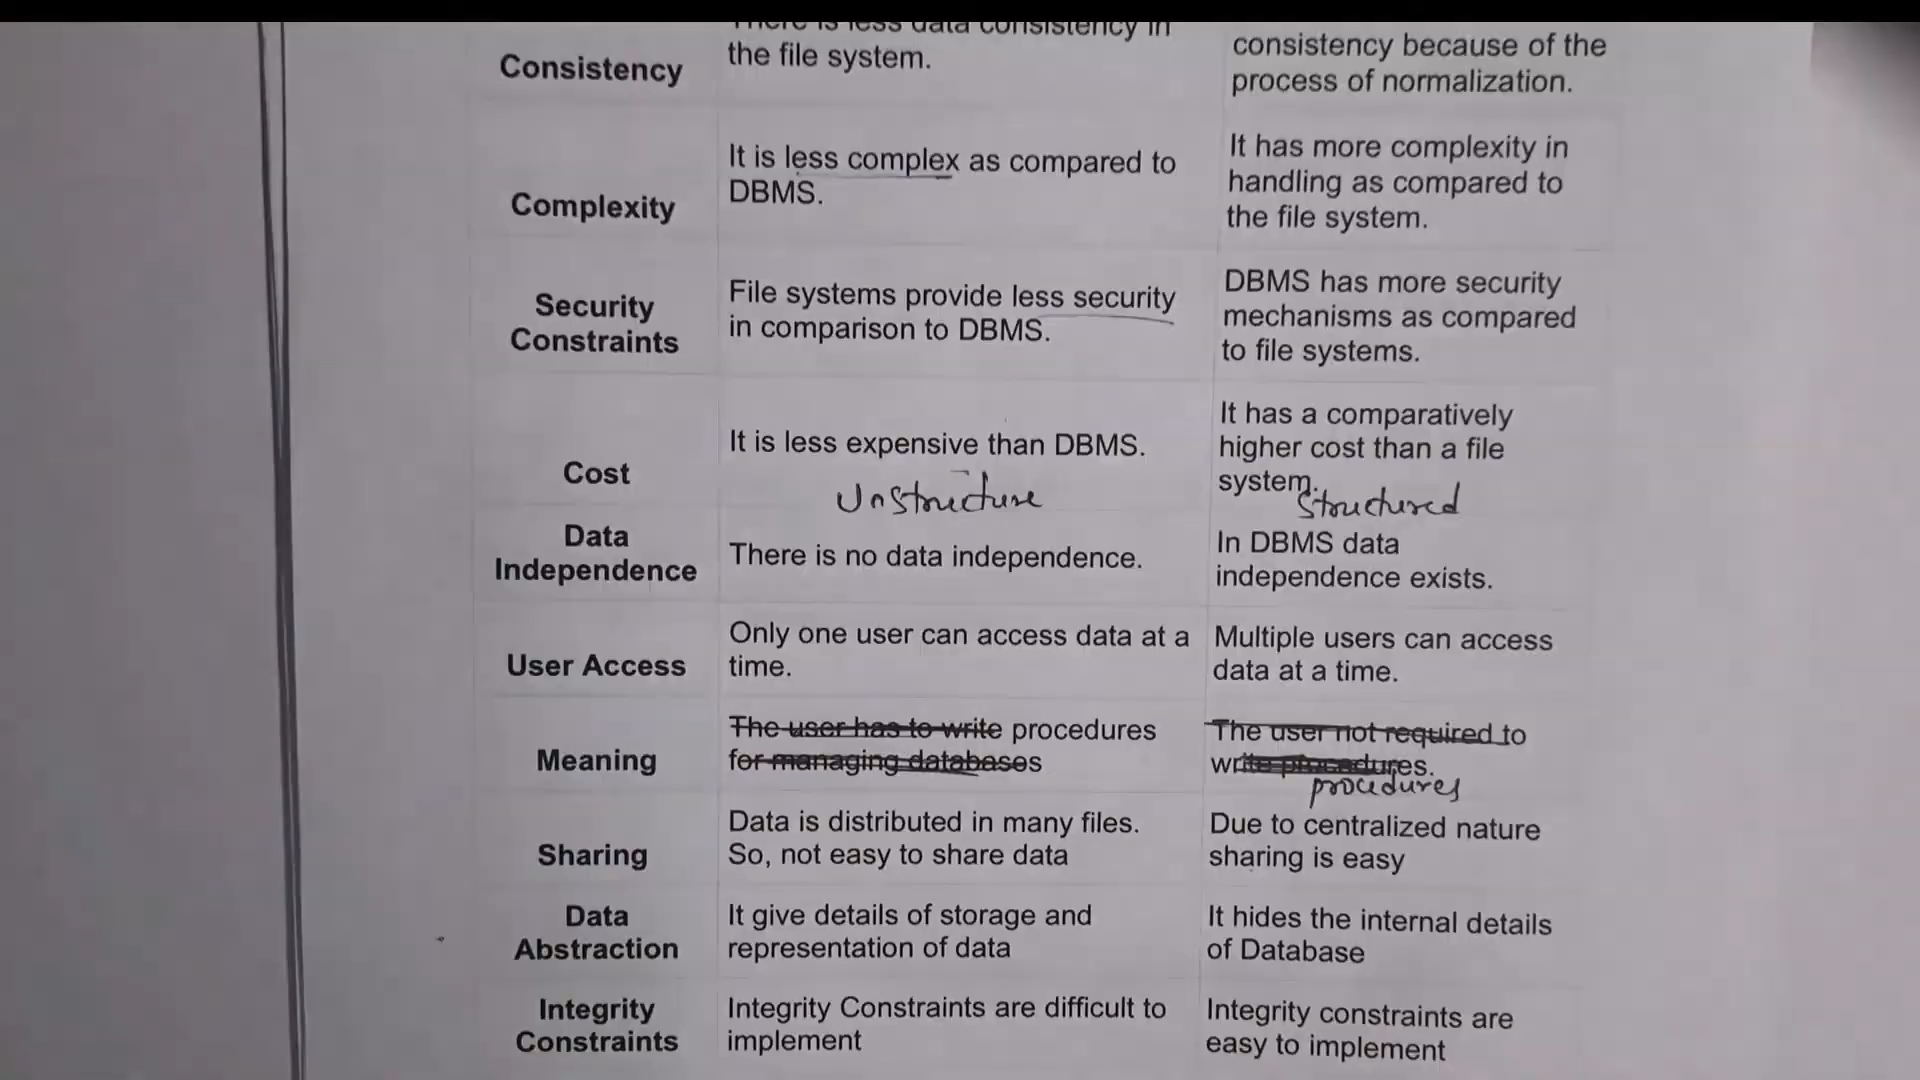 There is less data consistency in
the file system.
Consistency
consistency because of the
process of normalization.
It is less complex as compared to
DBMS.
Complexity
It has more complexity in
handling as compared to
the file system.
Security
Constraints
File systems provide less security
in comparison to DBMS.
DBMS has more security
mechanisms as compared
to file systems.
Cost
It is less expensive than DBMS.
Unstructure
It has a comparatively
higher cost than a file
system.
Structured
Data
Independence
There is no data independence.
In DBMS data
independence exists.
User Access
Only one user can access data at a
time.
Multiple users can access
data at a time.
Meaning
The user has to write procedures
for managing databases
The user not required to
write procedures.
procedures
Sharing
Data is distributed in many files.
So, not easy to share data
Due to centralized nature
sharing is easy
Data
Abstraction
It give details of storage and
representation of data
It hides the internal details
of Database
Integrity
Constraints
Integrity Constraints are difficult to
implement
Integrity constraints are
easy to implement